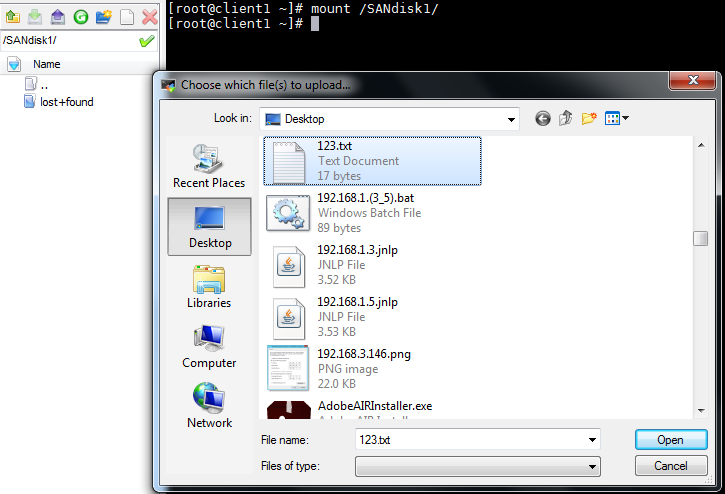 [root@client1 ~]# mount /SANdisk1/
[root@client1 ~]#
/SANdisk1/
Name
..
lost+found
Choose which file(s) to upload...
Look in:
Desktop
Recent Places
Desktop
Libraries
Computer
Network
123.txt
Text Document
17 bytes
192.168.1.(3_5).bat
Windows Batch File
89 bytes
192.168.1.3.jnlp
JNLP File
3.52 KB
192.168.1.5.jnlp
JNLP File
3.53 KB
192.168.3.146.png
PNG image
22.0 KB
AdobeAIRInstaller.exe
File name:
123.txt
Open
Files of type:
Cancel